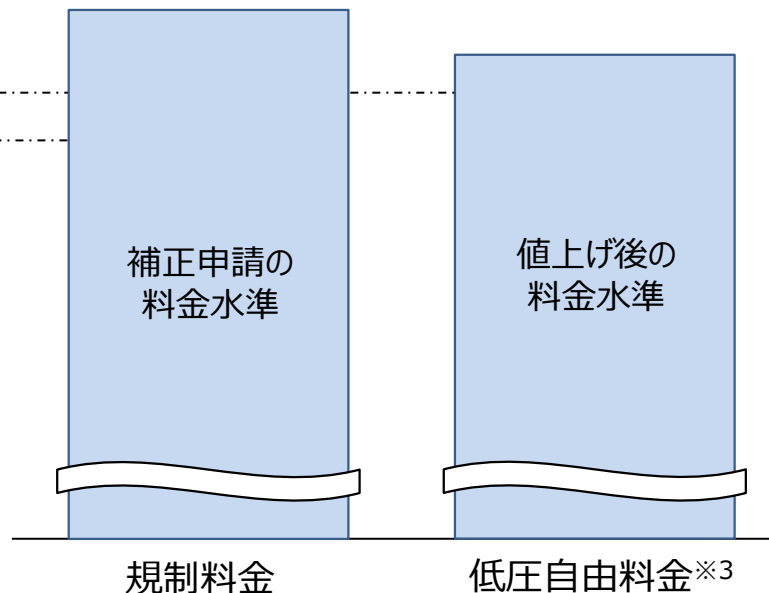 補正申請の
料金水準
値上げ後の
料金水準
規制料金
低圧自由料金※3